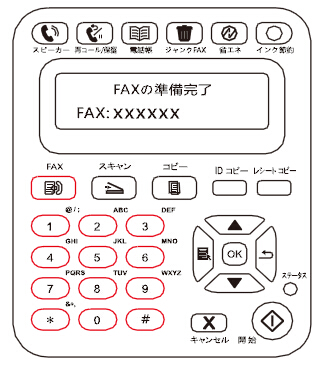 スピーカー 再コール/保留 電話帳 ジャンクFAX 省エネ インク節約
FAXの準備完了
FAX: xxxxxx
FAX スキャン コピー IDコピー レシートコピー
@/: ABC DEF
1 2 3
GHI JKL MNO
4 5 6 OK
PQRS TUV WXYZ
7 8 9 ステータス
&*,
* 0 # X
キャンセル 開始